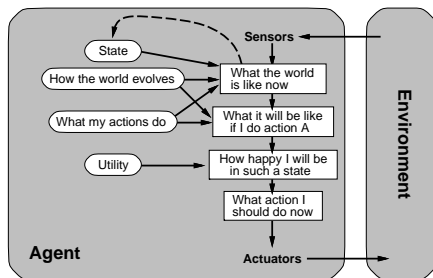 Sensors
State
How the world evolves
What my actions do
What the world
is like now
What it will be like
if I do action A
Utility
How happy I will be
in such a state
What action I
should do now
Agent
Actuators
Environment